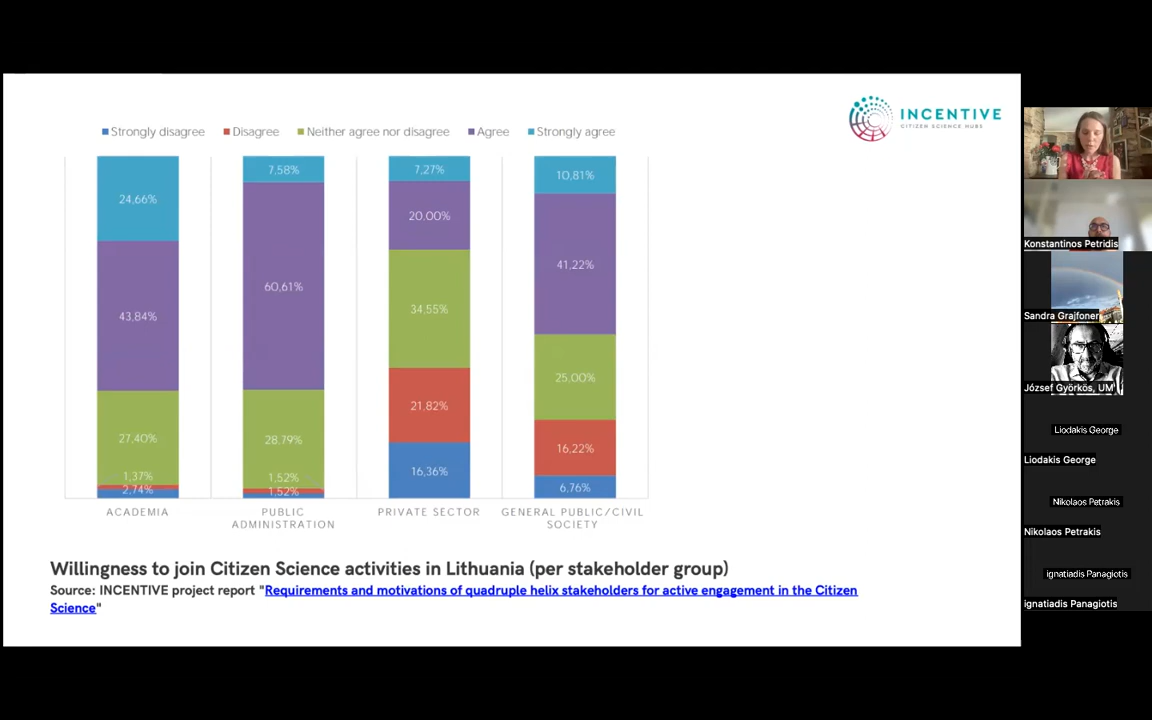 Strongly disagree Disagree Neither agree nor disagree Agree Strongly agree
INCENTIVE
CITIZEN SCIENCE HUBS
24,66%
43,84%
27,40%
1,37%
2,74%
7,58%
60,61%
28,79%
1,52%
1,52%
7,27%
20.00%
34,55%
21,82%
16,36%
10,81%
41,22%
25,00%
16,22%
6,76%
ACADEMIA
PUBLIC
ADMINISTRATION
PRIVATE SECTOR
GENERAL PUBLIC/CIVIL
SOCIETY
Willingness to join Citizen Science activities in Lithuania (per stakeholder group)
Source: INCENTIVE project report "Requirements and motivations of quadruple helix stakeholders for active engagement in the Citizen
Science"
Konstantinos Petridis
Sandra Grajfoner
József Györkös, UM
Liodakis George
Liodakis George
Nikolaos Petrakis
Nikolaos Petrakis
ignatiadis Panagiotis
ignatiadis Panagiotis